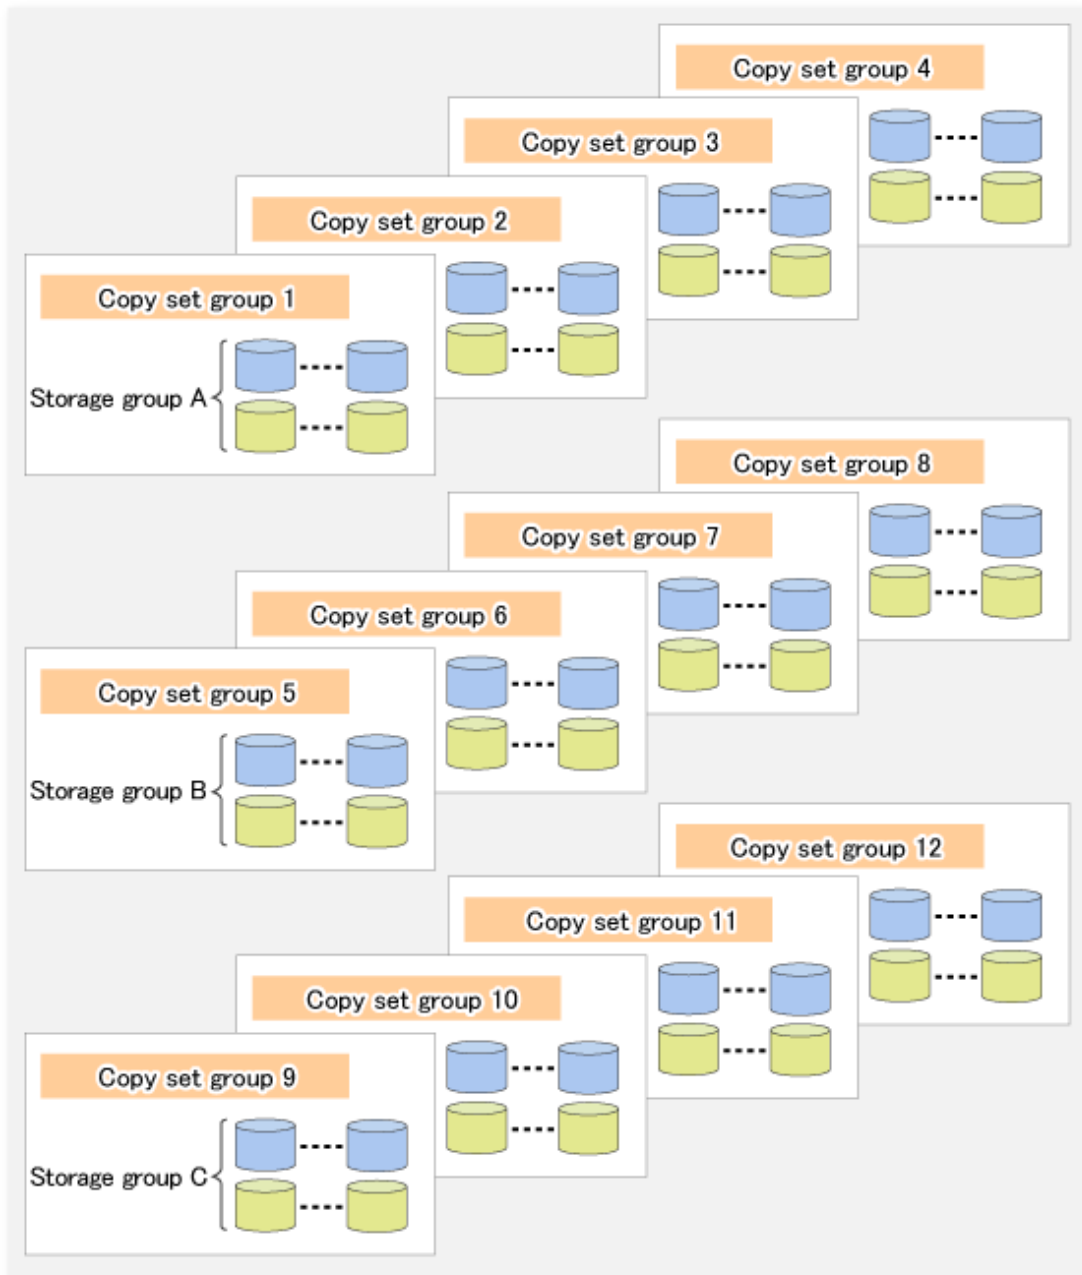 Copy set group 4
Copy set group 3
Copy set group 2
Copy set group 1
Storage group A
Copy set group 8
Copy set group 7
Copy set group 6
Copy set group 5
Storage group B
Copy set group 12
Copy set group 11
Copy set group 10
Copy set group 9
Storage group C